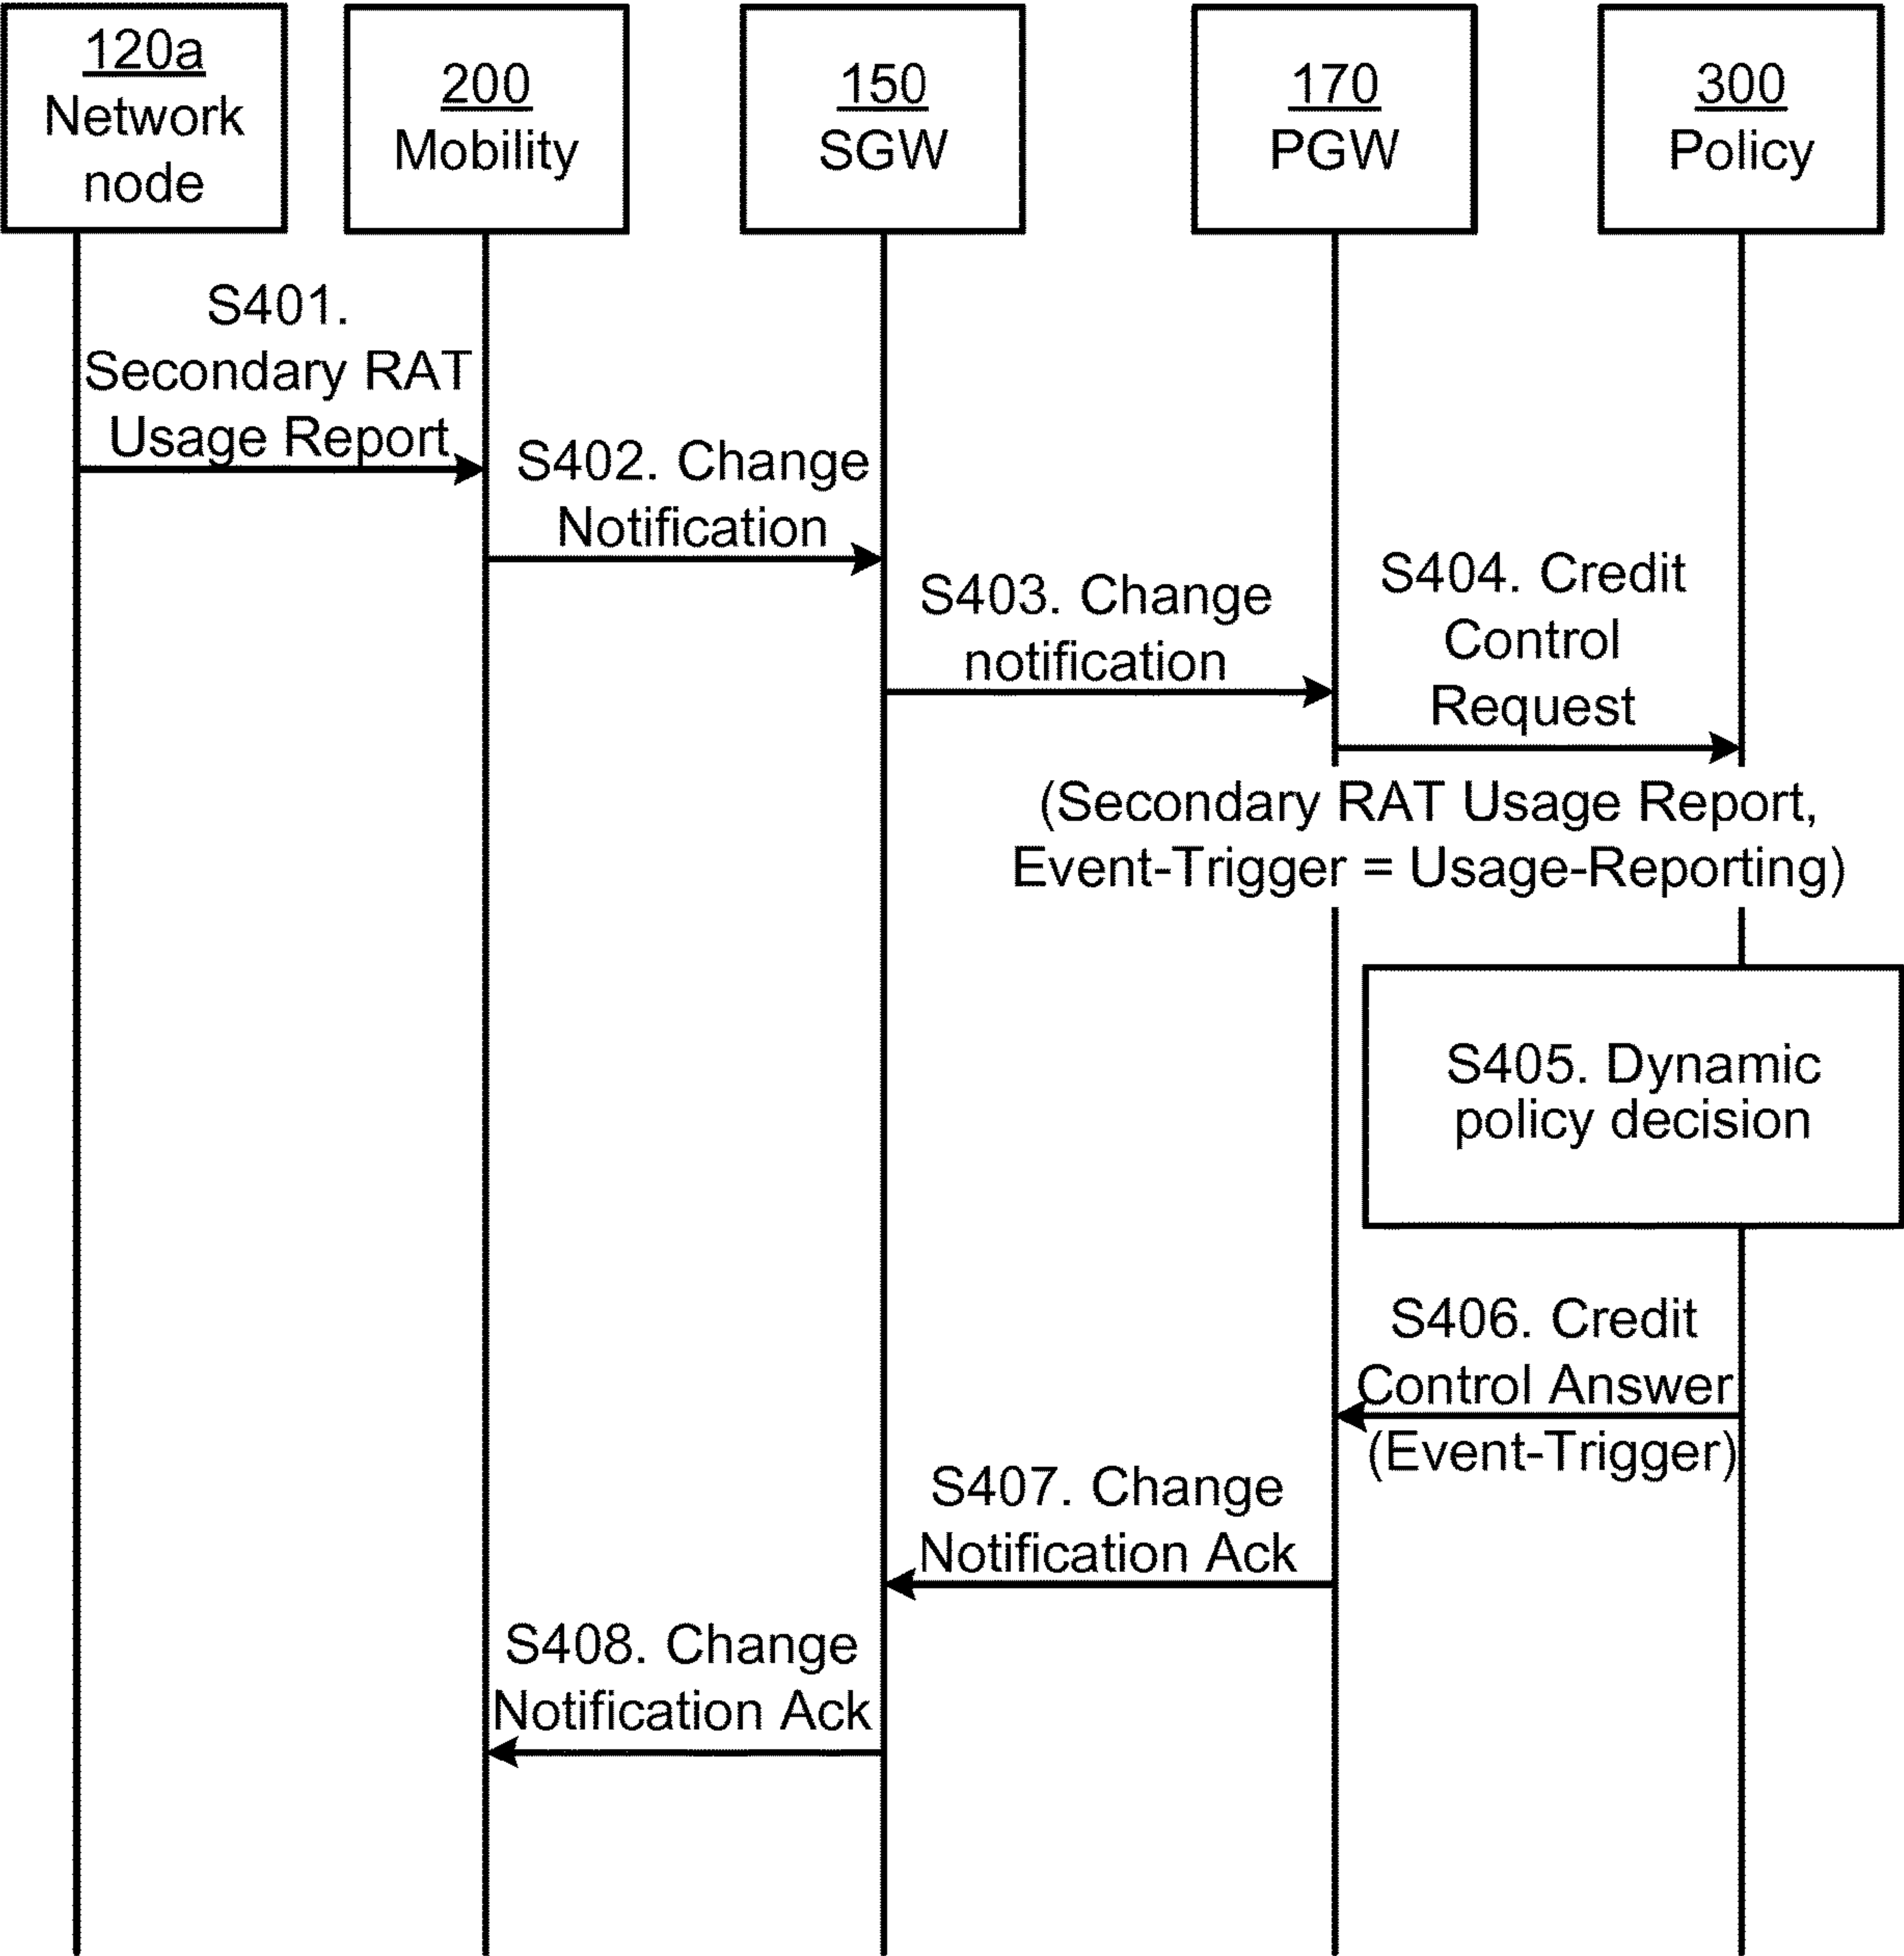 120a
Network
node
200
Mobility
150
SGW
170
PGW
300
Policy
S401.
Secondary RAT
Usage Report
S402. Change
Notification
S403. Change
notification
S404. Credit
Control
Request
(Secondary RAT Usage Report,
Event-Trigger = Usage-Reporting)
S405. Dynamic
policy decision
S406. Credit
Control Answer
(Event-Trigger)
S407. Change
Notification Ack
S408. Change
Notification Ack